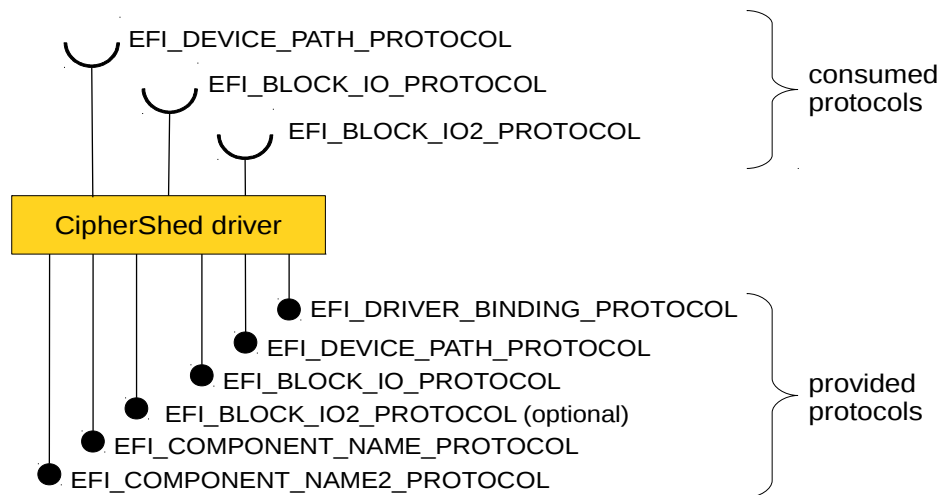 EFI_DEVICE_PATH_PROTOCOL
EFI_BLOCK_IO_PROTOCOL
EFI_BLOCK_IO2_PROTOCOL
consumed
protocols
CipherShed driver
EFI_DRIVER_BINDING_PROTOCOL
EFI_DEVICE_PATH_PROTOCOL
EFI_BLOCK_IO_PROTOCOL
EFI_BLOCK_IO2_PROTOCOL (optional)
EFI_COMPONENT_NAME_PROTOCOL
EFI_COMPONENT_NAME2_PROTOCOL
provided
protocols